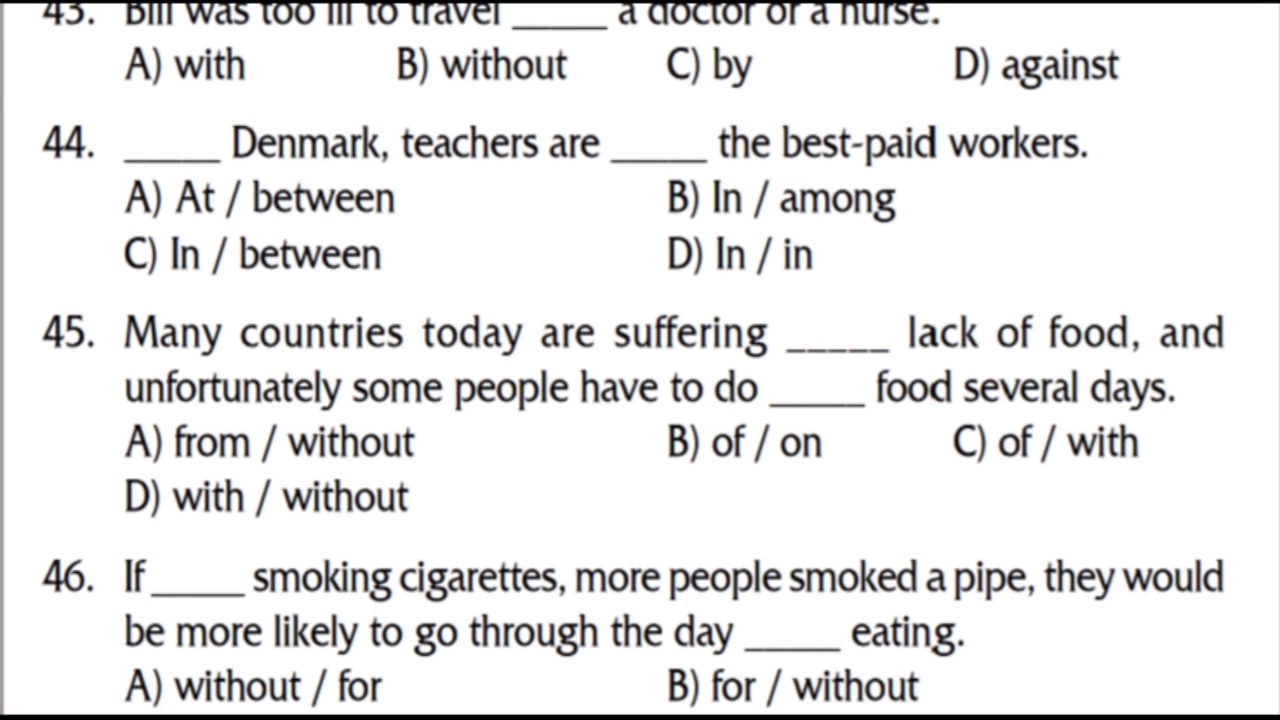 43. Bill was too ill to travel _____ a doctor or a nurse.
A) with B) without C) by D) against
44. _____ Denmark, teachers are _____ the best-paid workers.
A) At / between B) In / among
C) In / between D) In / in
45. Many countries today are suffering _____ lack of food, and
unfortunately some people have to do _____ food several days.
A) from / without B) of / on C) of / with
D) with / without
46. If _____ smoking cigarettes, more people smoked a pipe, they would
be more likely to go through the day _____ eating.
A) without / for B) for / without